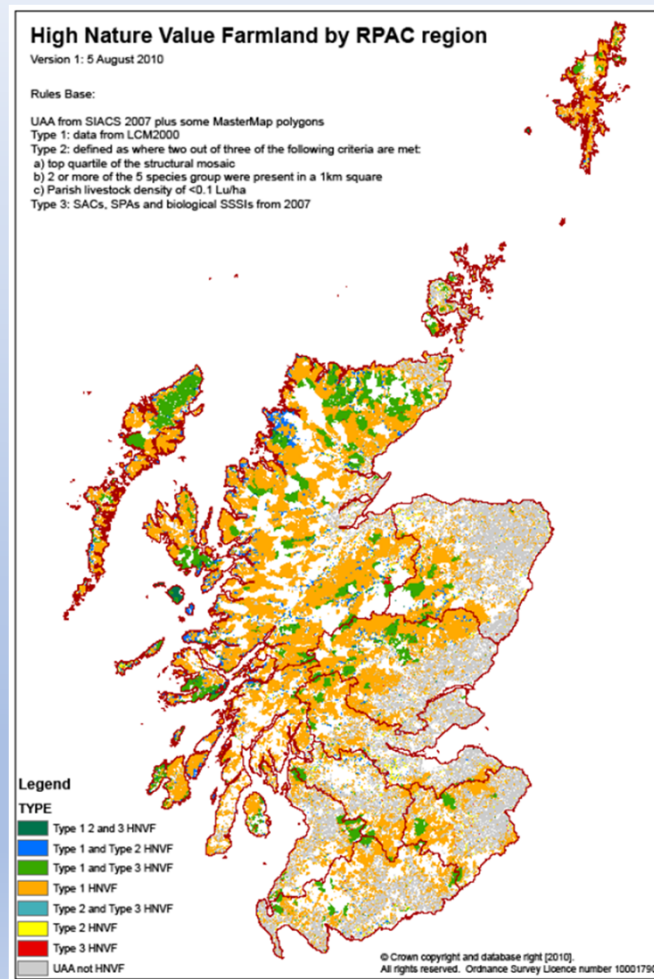 High Nature Value Farmland by RPAC region
Version 1: 5 August 2010
Rules Base:
UAA from SIACS 2007 plus some MasterMap polygons
Type 1: data from LCM2000
Type 2: defined as where two out of three of the following criteria are met:
a) top quartile of the structural mosaic
b) 2 or more of the 5 species group were present in a 1km square
c) Parish livestock density of <0.1 Lu/ha
Type 3: SACs, SPAs and biological SSSIs from 2007
Legend
TYPE
Type 1 2 and 3 HNVF
Type 1 and Type 2 HNVF
Type 1 and Type 3 HNVF
Type 1 HNVF
Type 2 and Type 3 HNVF
Type 2 HNVF
Type 3 HNVF
UAA not HNVF
© Crown copyright and database right [2010].
All rights reserved. Ordnance Survey Licence number